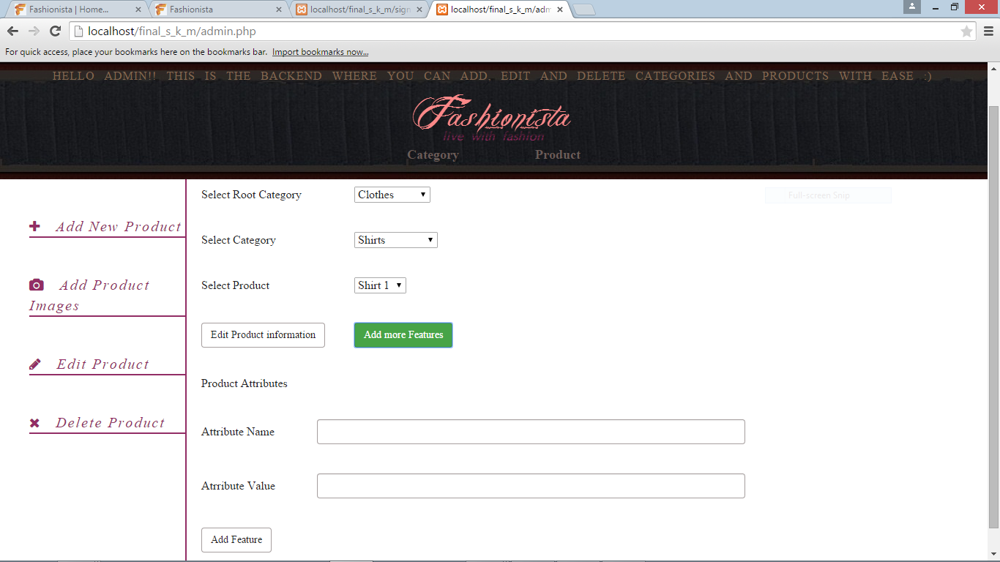 Fashionista | Home...
Fashionista
localhost/final_s_k_m/sign
localhost/final_s_k_m/adm
localhost/final_s_k_m/admin.php
For quick access, place your bookmarks here on the bookmarks bar. Import bookmarks now...
HELLO ADMIN!! THIS IS THE BACKEND WHERE YOU CAN ADD, EDIT AND DELETE CATEGORIES AND PRODUCTS WITH EASE :)
Fashionista
live with fashion
Category Product
Add New Product
Add Product
Images
Edit Product
Delete Product
Select Root Category Clothes
Full-screen Snip
Select Category Shirts
Select Product Shirt 1
Edit Product information Add more Features
Product Attributes
Attribute Name
Atrribute Value
Add Feature